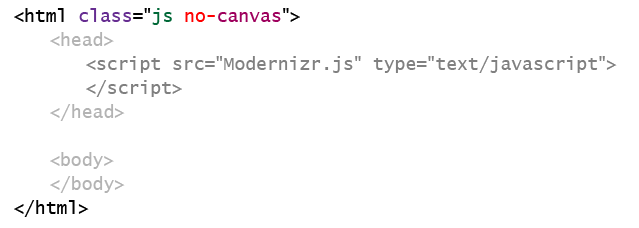 <html class="js no-canvas">
<head>
<script src="Modernizr.js" type="text/javascript">
</script>
</head>
<body>
</body>
</html>